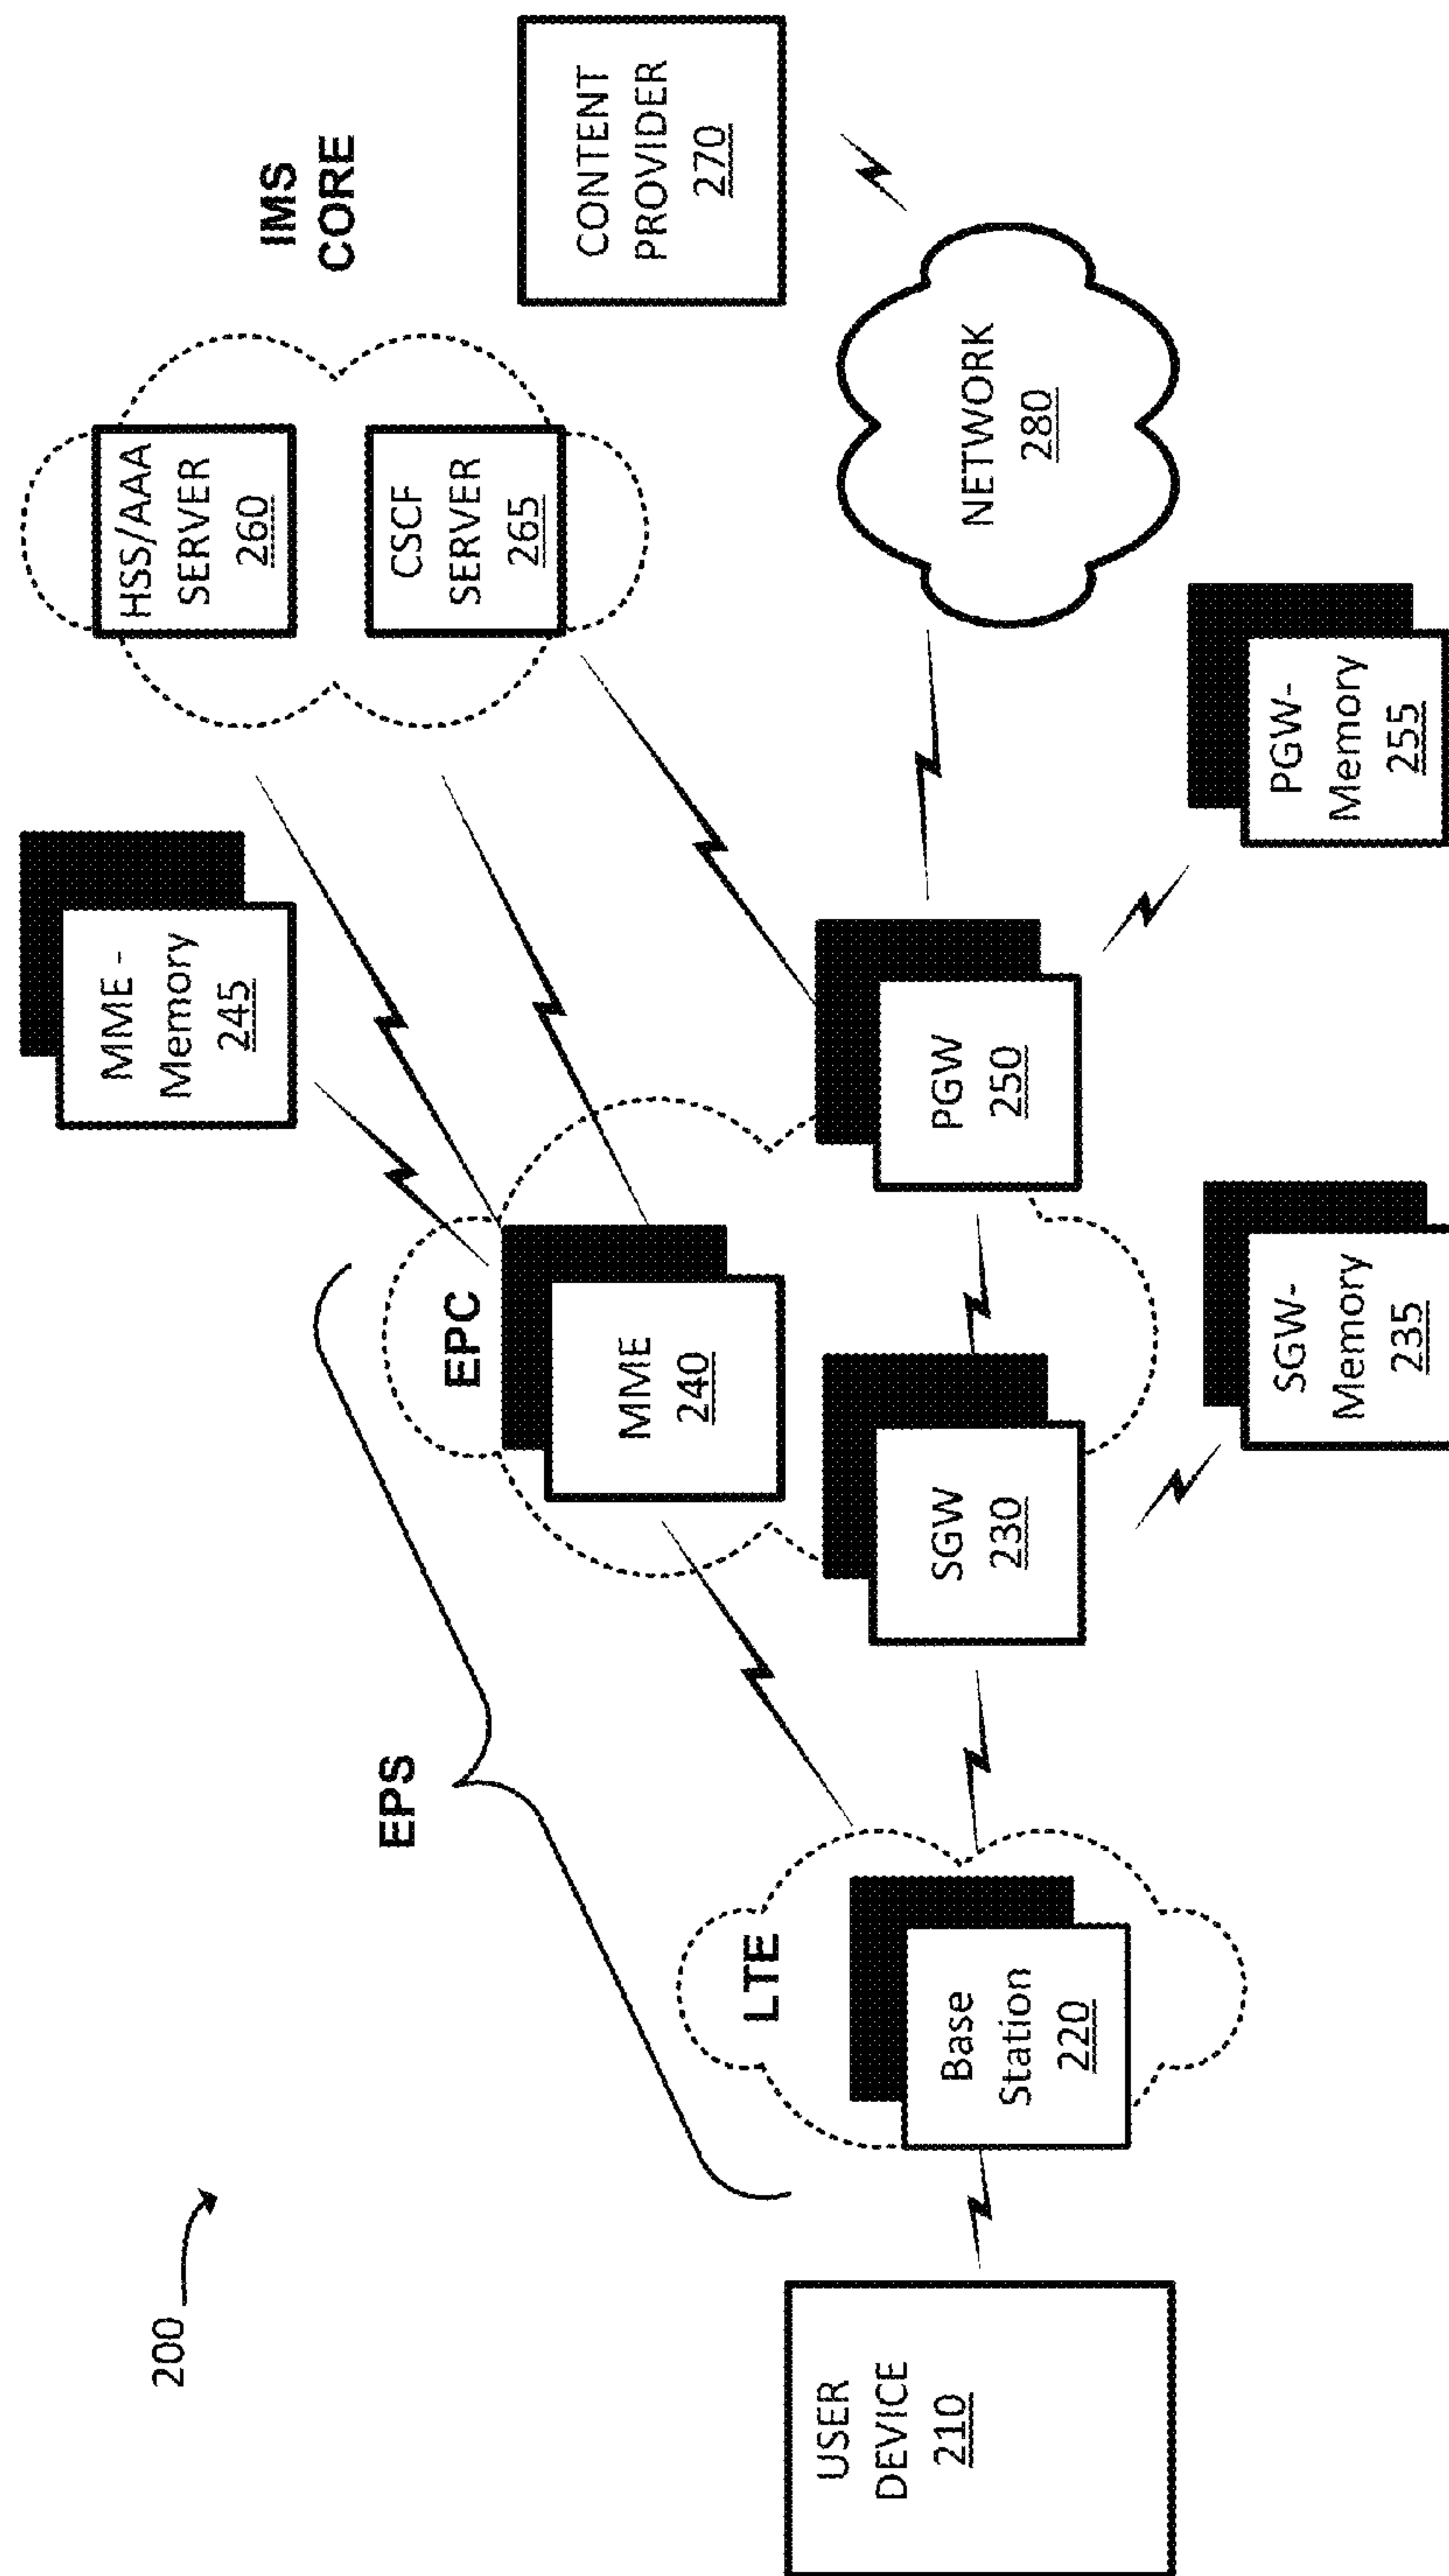 200
EPS
IMS
CORE
EPC
LTE
USER
DEVICE
210
Base
Station
220
MME
240
SGW
230
PGW
250
MME -
Memory
245
HSS/AAA
SERVER
260
CSCF
SERVER
265
CONTENT
PROVIDER
270
NETWORK
280
SGW-
Memory
235
PGW-
Memory
255